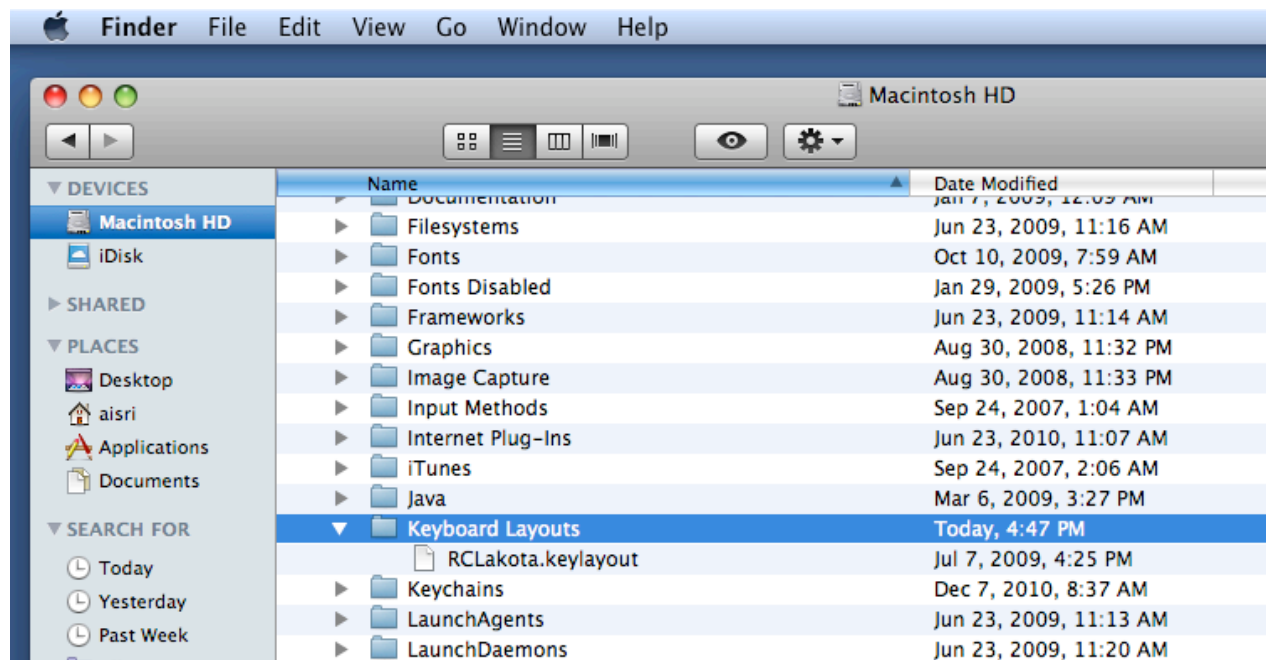 Finder File Edit View Go Window Help
Macintosh HD
DEVICES
Macintosh HD
iDisk
SHARED
PLACES
Desktop
aisri
Applications
Documents
SEARCH FOR
Today
Yesterday
Past Week
Name Date Modified
Documentation Jan 7, 2009, 12:09 AM
Filesystems Jun 23, 2009, 11:16 AM
Fonts Oct 10, 2009, 7:59 AM
Fonts Disabled Jan 29, 2009, 5:26 PM
Frameworks Jun 23, 2009, 11:14 AM
Graphics Aug 30, 2008, 11:32 PM
Image Capture Aug 30, 2008, 11:33 PM
Input Methods Sep 24, 2007, 1:04 AM
Internet Plug-Ins Jun 23, 2010, 11:07 AM
iTunes Sep 24, 2007, 2:06 AM
Java Mar 6, 2009, 3:27 PM
Keyboard Layouts Today, 4:47 PM
RCLakota.keylayout Jul 7, 2009, 4:25 PM
Keychains Dec 7, 2010, 8:37 AM
LaunchAgents Jun 23, 2009, 11:13 AM
LaunchDaemons Jun 23, 2009, 11:20 AM